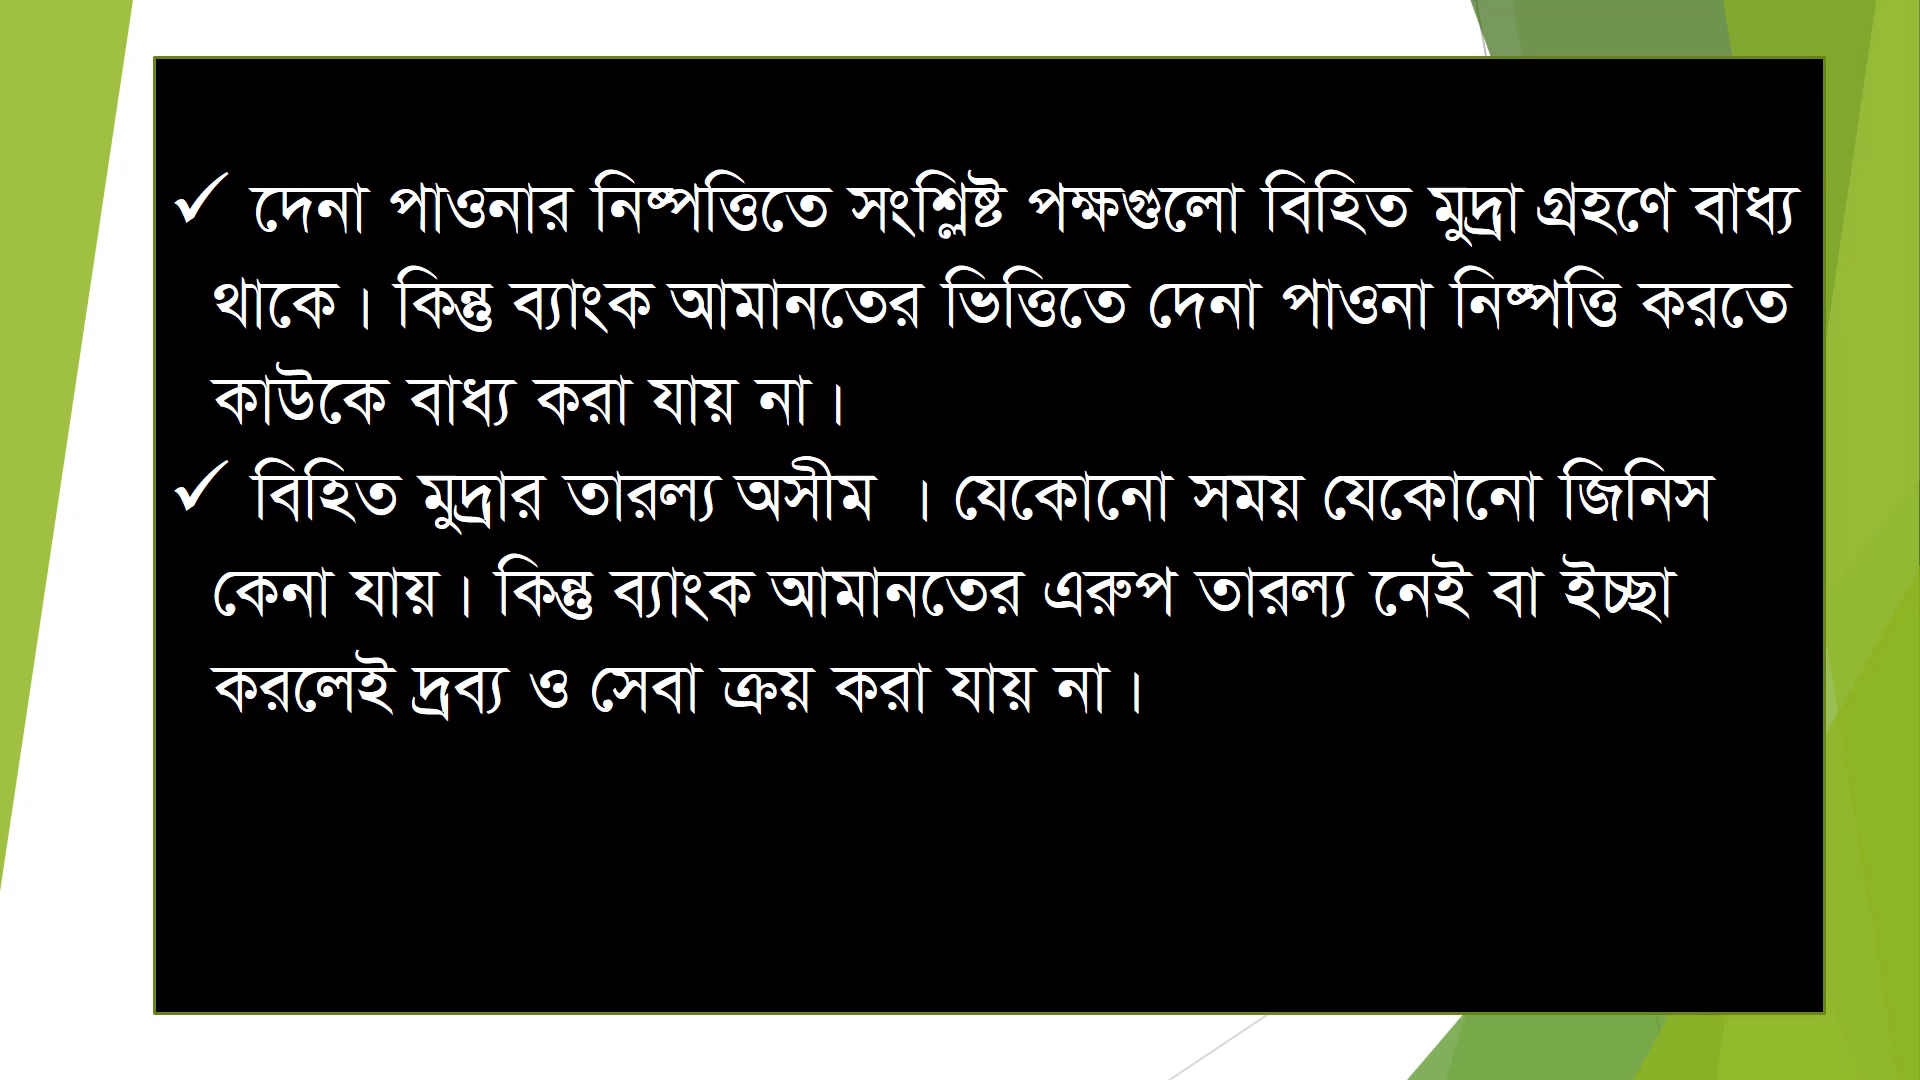 ✓ দেনা পাওনার নিষ্পত্তিতে সংশ্লিষ্ট পক্ষগুলো বিহিত মুদ্রা গ্রহণে বাধ্য
থাকে। কিন্তু ব্যাংক আমানতের ভিত্তিতে দেনা পাওনা নিষ্পত্তি করতে
কাউকে বাধ্য করা যায় না।
✓ বিহিত মুদ্রার তারল্য অসীম । যেকোনো সময় যেকোনো জিনিস
কেনা যায়। কিন্তু ব্যাংক আমানতের এরুপ তারল্য নেই বা ইচ্ছা
করলেই দ্রব্য ও সেবা ক্রয় করা যায় না।